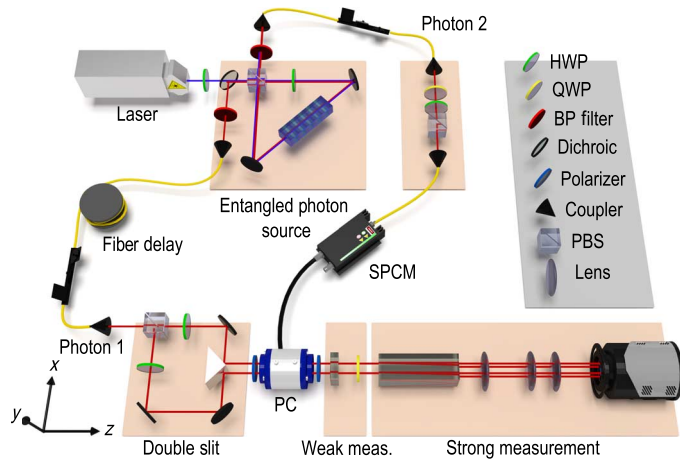 Photon 2
Laser
HWP
QWP
BP filter
Dichroic
Polarizer
Coupler
PBS
Lens
Entangled photon
source
Fiber delay
SPCM
Photon 1
PC
x
y
z
Double slit
Weak meas.
Strong measurement